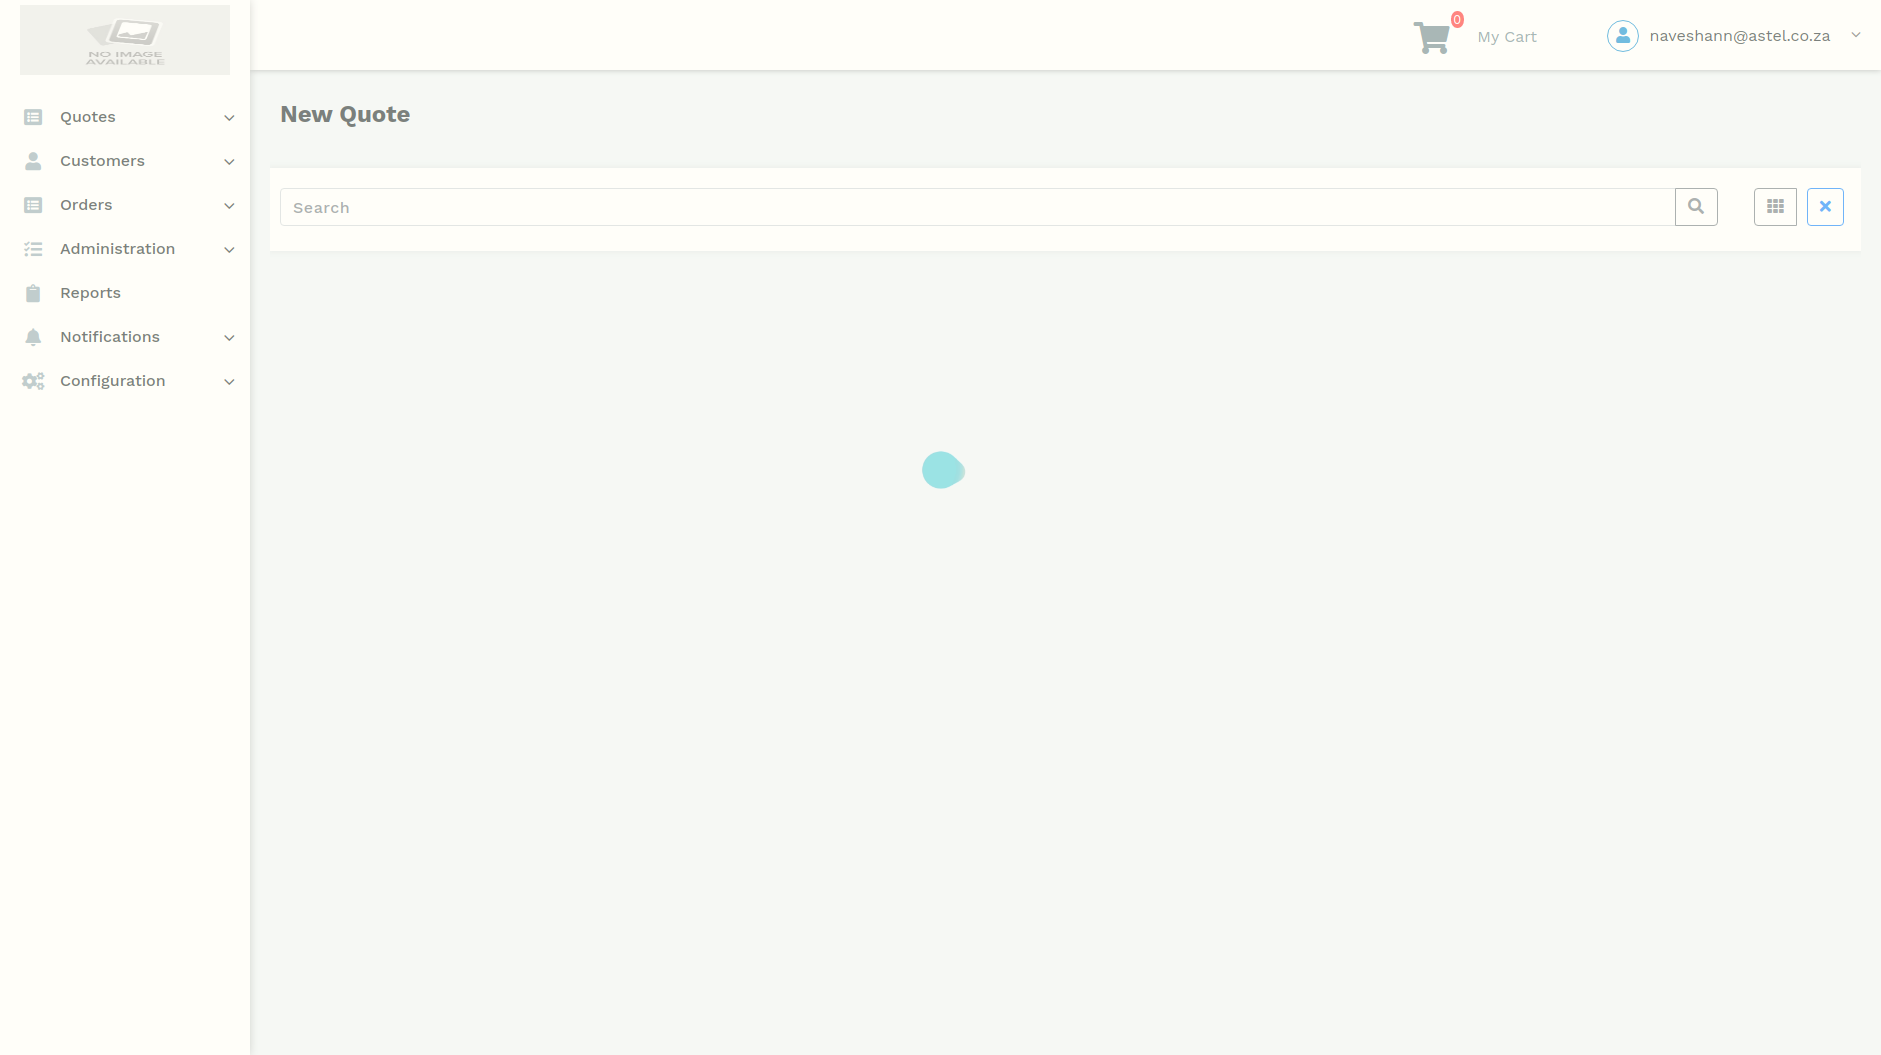 NO IMAGE
AVAILABLE
0
My Cart
naveshann@astel.co.za
Quotes
Customers
Orders
Administration
Reports
Notifications
Configuration
New Quote
Search